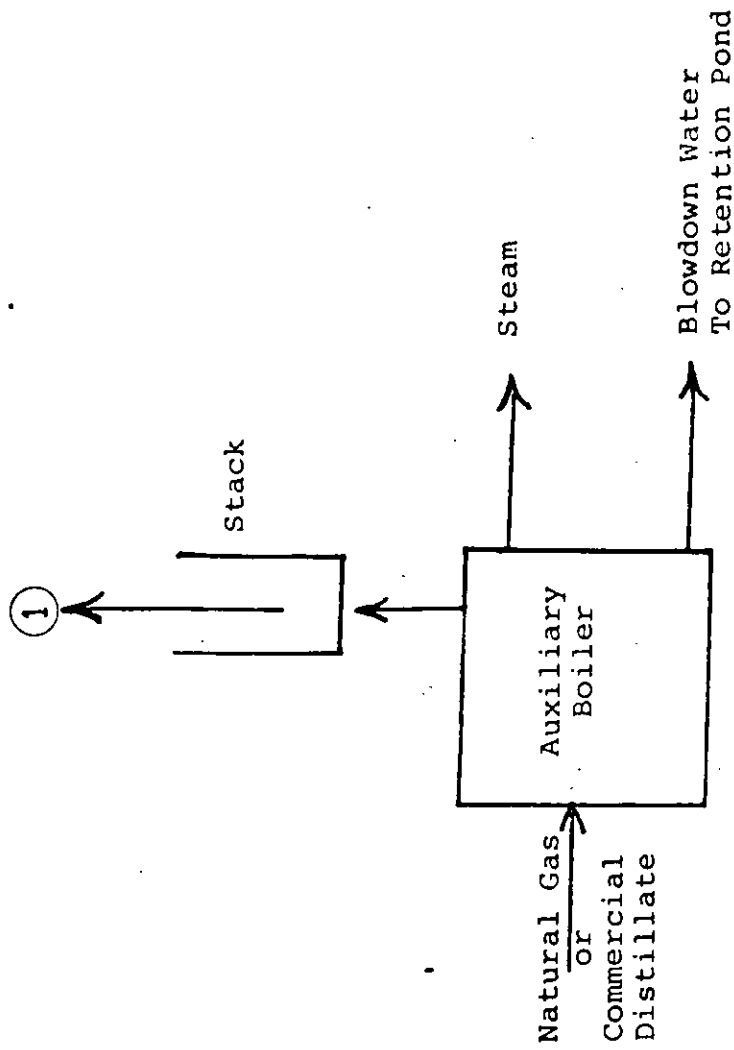 1
Stack
Steam
Auxiliary
Boiler
Natural Gas
or
Commercial
Distillate
Blowdown Water
To Retention Pond